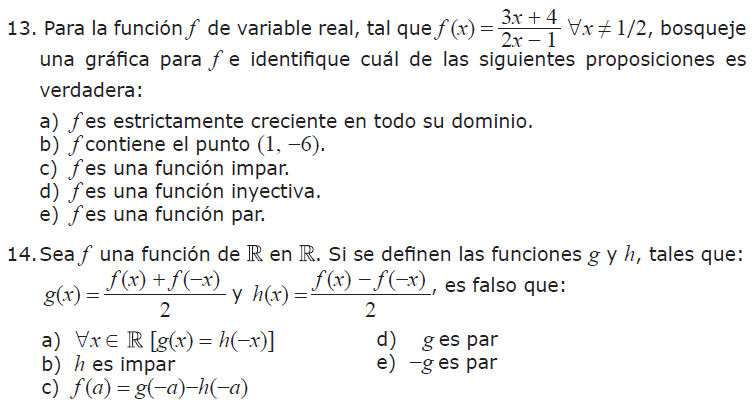 13. Para la función f de variable real, tal que f (x) = (3x + 4)/(2x − 1) ∀x ≠ 1/2, bosqueje
una gráfica para f e identifique cuál de las siguientes proposiciones es
verdadera:
a) f es estrictamente creciente en todo su dominio.
b) f contiene el punto (1, −6).
c) f es una función impar.
d) f es una función inyectiva.
e) f es una función par.
14. Sea f una función de ℝ en ℝ. Si se definen las funciones g y h, tales que:
g(x) = (f(x) + f(−x))/2 y h(x) = (f(x) − f(−x))/2, es falso que:
a) ∀x ∈ ℝ [g(x) = h(−x)]
b) h es impar
c) f(a) = g(−a)−h(−a)
d) g es par
e) −g es par